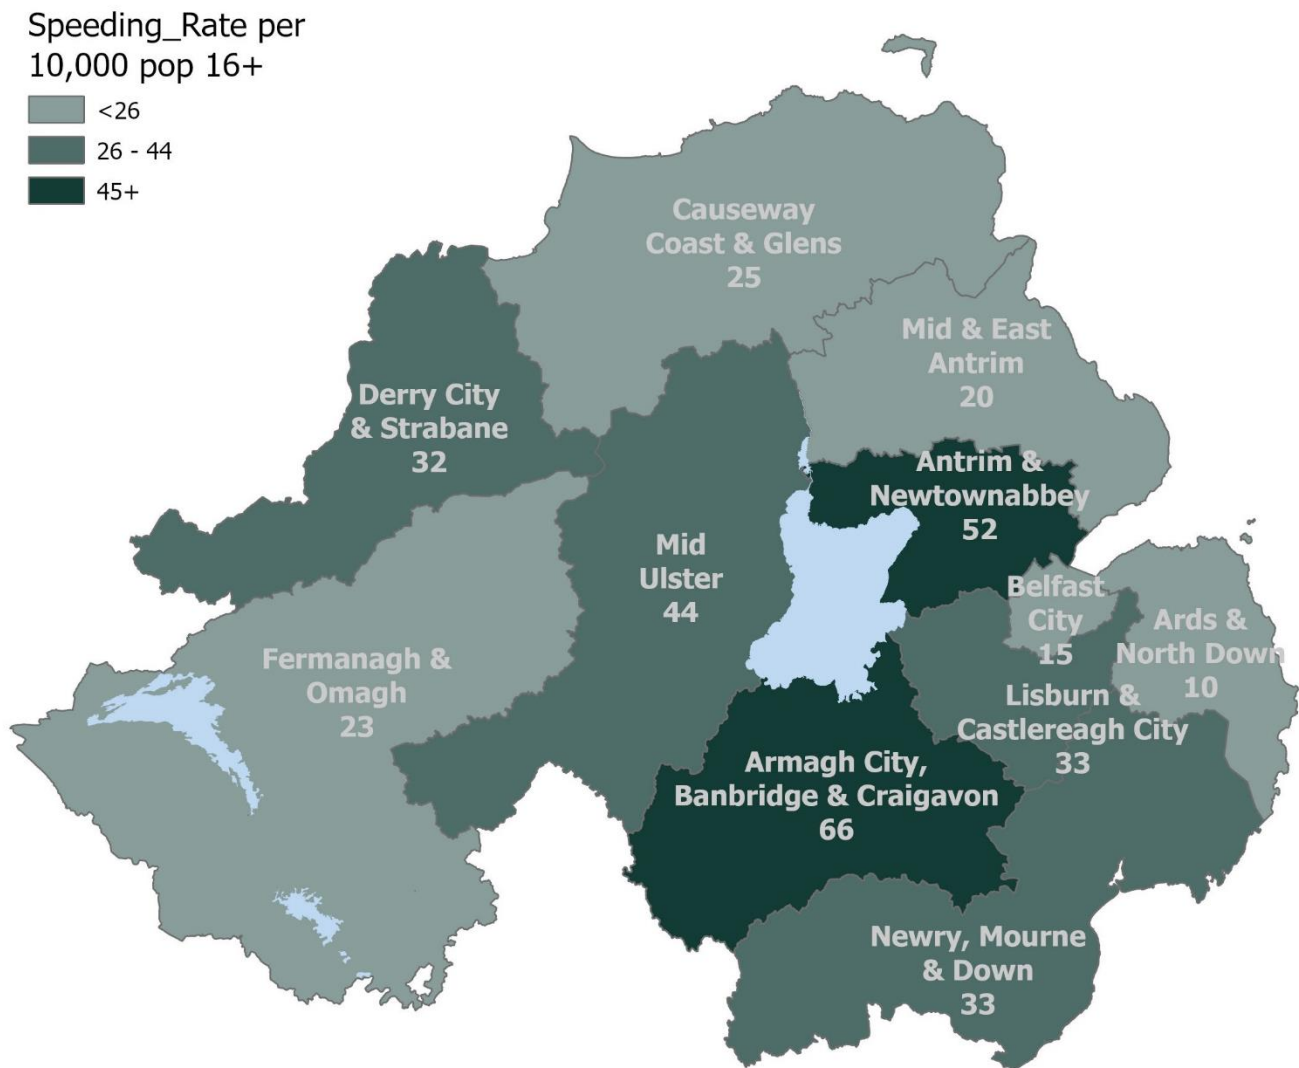 Speeding_Rate per
10,000 pop 16+
<26
26 - 44
45+
Causeway
Coast & Glens
25
Mid & East
Antrim
20
Derry City
& Strabane
32
Antrim &
Newtownabbey
52
Mid
Ulster
44
Belfast
City
15
Ards &
North Down
10
Fermanagh &
Omagh
23
Lisburn &
Castlereagh City
33
Armagh City,
Banbridge & Craigavon
66
Newry, Mourne
& Down
33